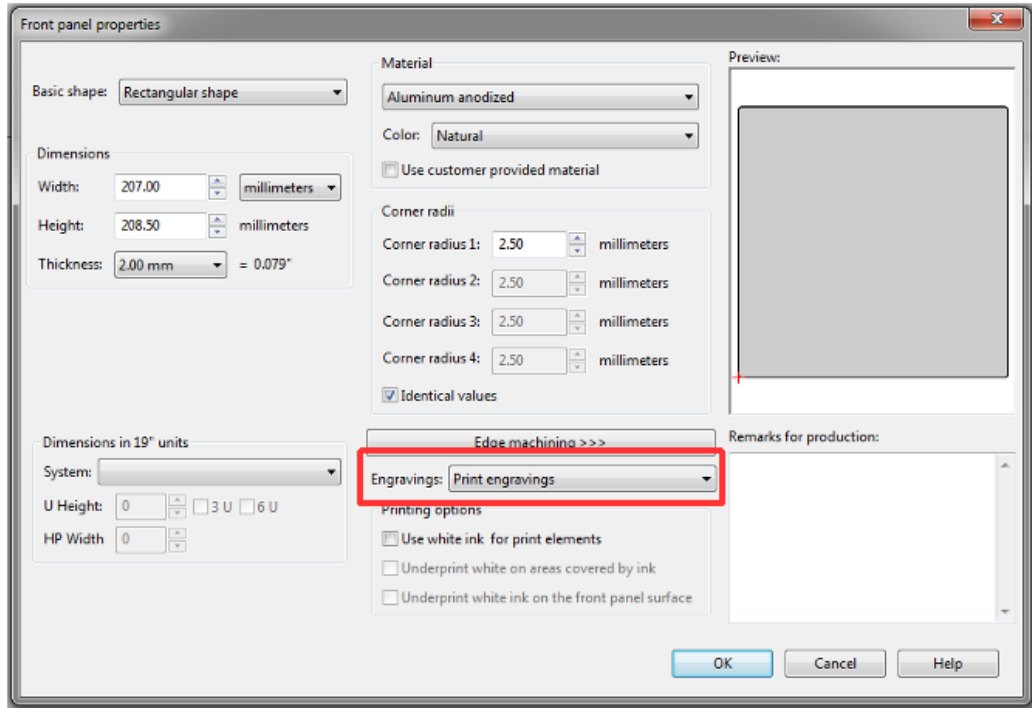 Front panel properties
Basic shape: Rectangular shape
Dimensions
Width: 207.00 millimeters
Height: 208.50 millimeters
Thickness: 2.00 mm = 0.079"
Dimensions in 19" units
System:
U Height: 0 3 U 6 U
HP Width 0
Material
Aluminum anodized
Color: Natural
Use customer provided material
Corner radii
Corner radius 1: 2.50 millimeters
Corner radius 2: 2.50 millimeters
Corner radius 3: 2.50 millimeters
Corner radius 4: 2.50 millimeters
Identical values
Edge machining >>>
Engravings: Print engravings
Printing options
Use white ink for print elements
Underprint white on areas covered by ink
Underprint white ink on the front panel surface
Preview:
Remarks for production:
OK Cancel Help